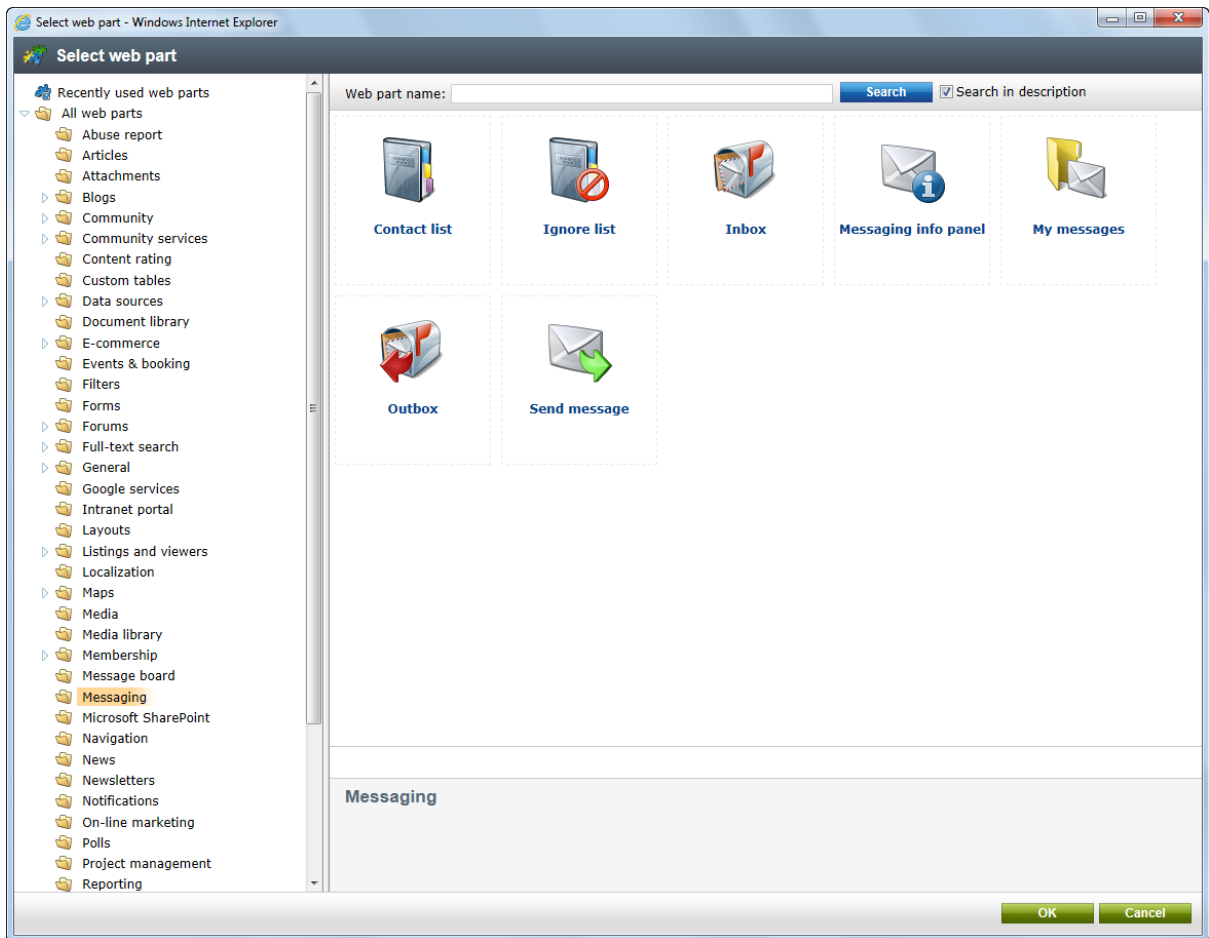 Select web part - Windows Internet Explorer
Select web part
Recently used web parts
All web parts
Abuse report
Articles
Attachments
Blogs
Community
Community services
Content rating
Custom tables
Data sources
Document library
E-commerce
Events & booking
Filters
Forms
Forums
Full-text search
General
Google services
Intranet portal
Layouts
Listings and viewers
Localization
Maps
Media
Media library
Membership
Message board
Messaging
Microsoft SharePoint
Navigation
News
Newsletters
Notifications
On-line marketing
Polls
Project management
Reporting
Web part name: Search Search in description
Contact list Ignore list Inbox Messaging info panel My messages
Outbox Send message
Messaging
OK Cancel